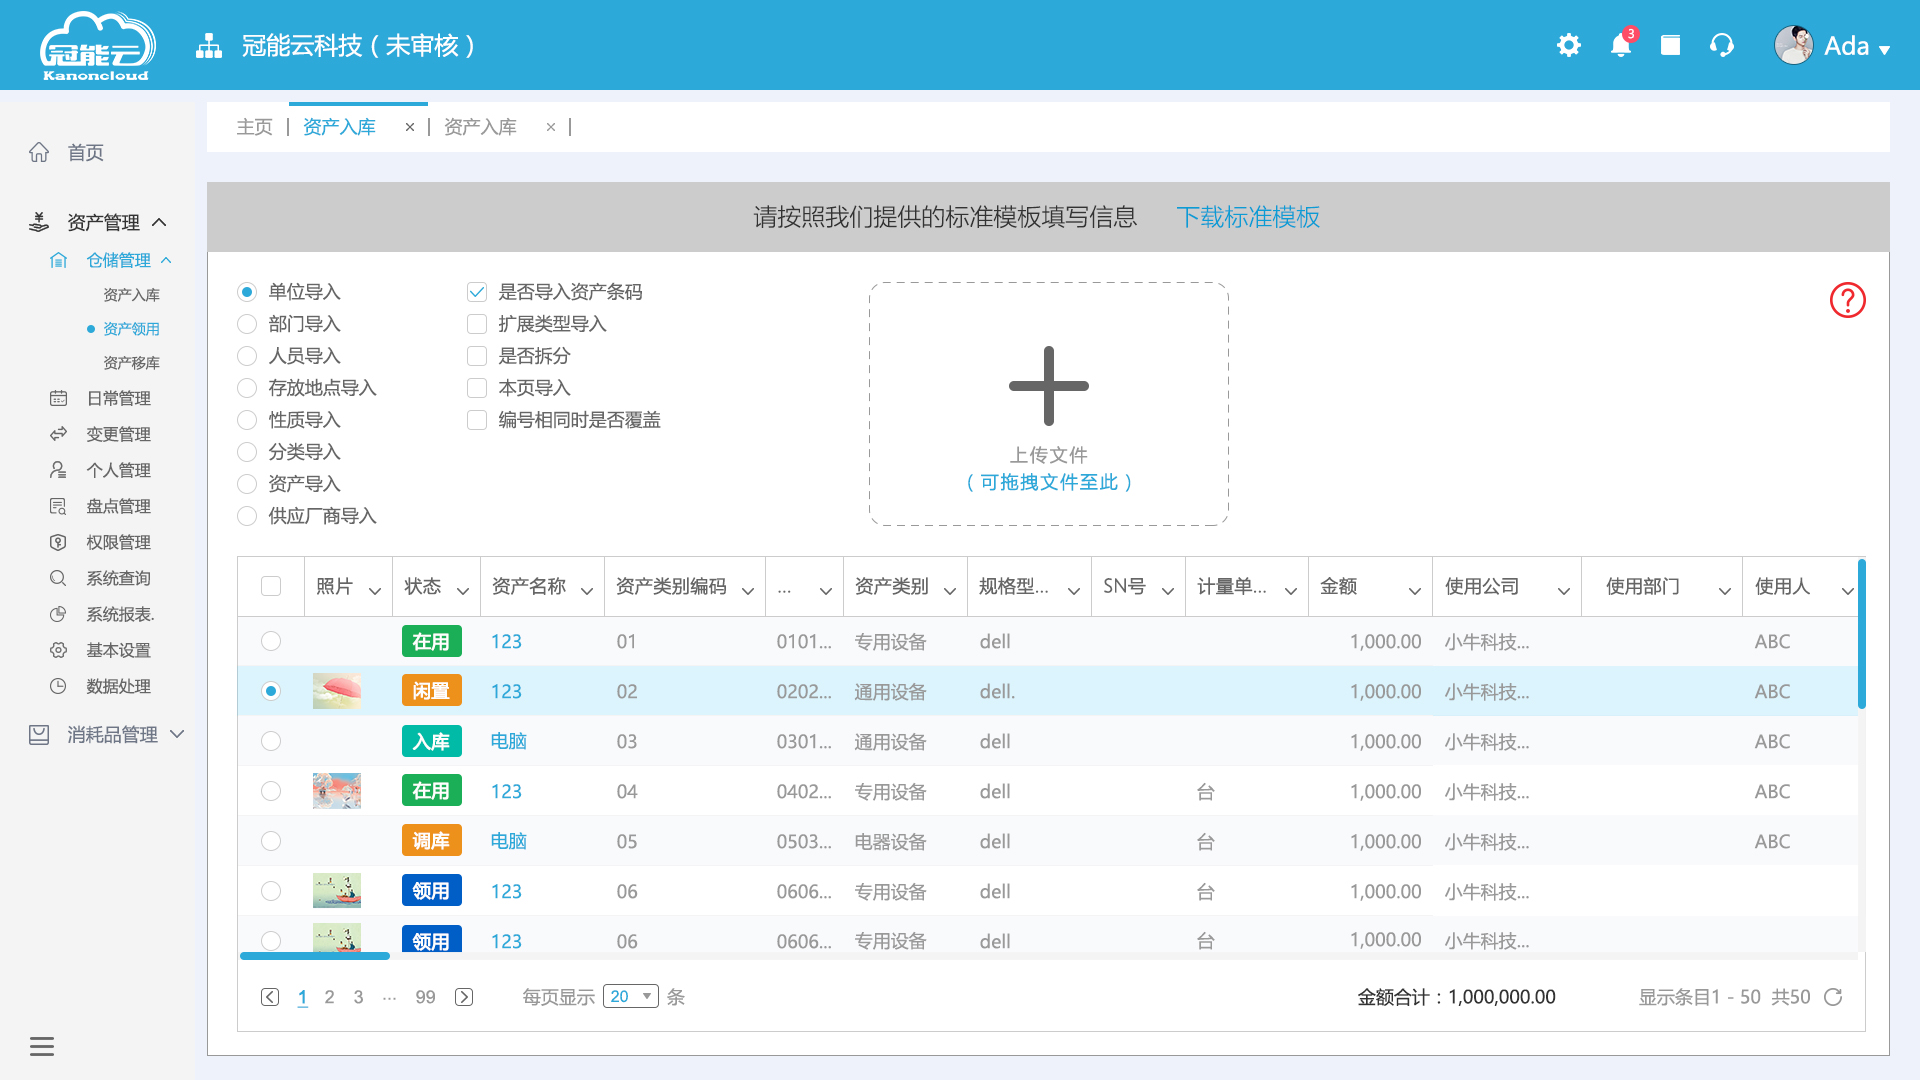 冠能云
Kanoncloud
冠能云科技（未审核）
3
Ada
主页
资产入库
资产入库
首页
资产管理
仓储管理
资产入库
资产领用
资产移库
日常管理
变更管理
个人管理
盘点管理
权限管理
系统查询
系统报表.
基本设置
数据处理
消耗品管理
请按照我们提供的标准模板填写信息 下载标准模板
单位导入
部门导入
人员导入
存放地点导入
性质导入
分类导入
资产导入
供应厂商导入
是否导入资产条码
扩展类型导入
是否拆分
本页导入
编号相同时是否覆盖
上传文件
（可拖拽文件至此）
照片 状态 资产名称 资产类别编码 ... 资产类别 规格型... SN号 计量单... 金额 使用公司 使用部门 使用人
在用 123 01 0101... 专用设备 dell 1,000.00 小牛科技... ABC
闲置 123 02 0202... 通用设备 dell. 1,000.00 小牛科技... ABC
入库 电脑 03 0301... 通用设备 dell 1,000.00 小牛科技... ABC
在用 123 04 0402... 专用设备 dell 台 1,000.00 小牛科技... ABC
调库 电脑 05 0503... 电器设备 dell 台 1,000.00 小牛科技... ABC
领用 123 06 0606... 专用设备 dell 台 1,000.00 小牛科技...
领用 123 06 0606... 专用设备 dell 台 1,000.00 小牛科技...
1 2 3 ... 99 每页显示 20 条 金额合计：1,000,000.00 显示条目1 - 50 共50